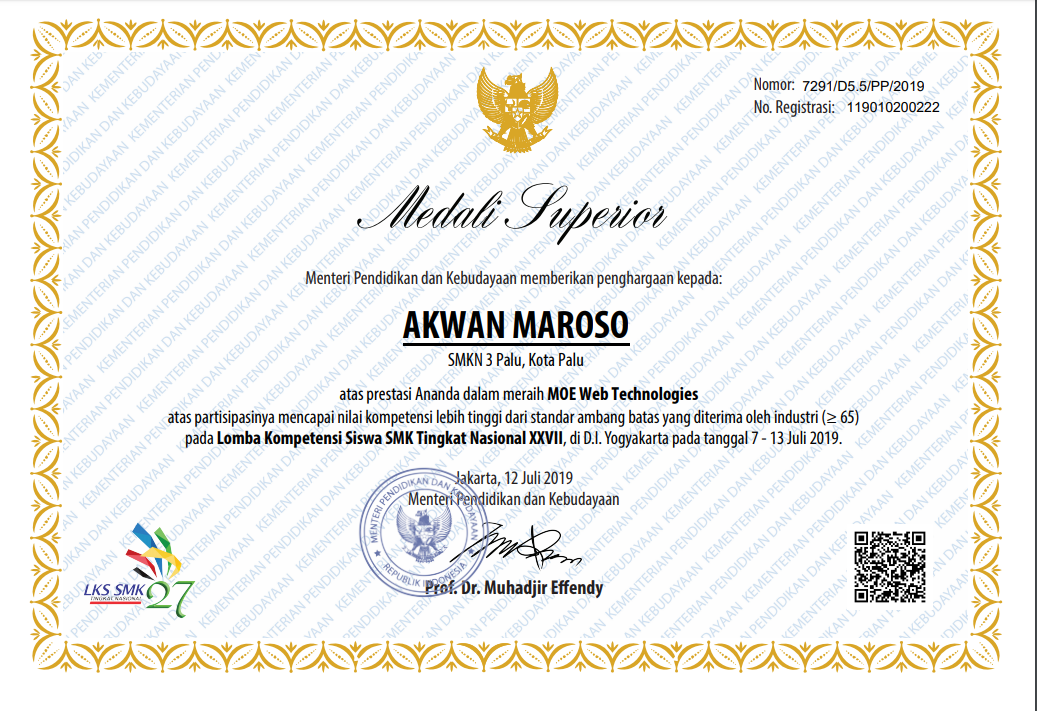 Nomor: 7291/D5.5/PP/2019
No. Registrasi: 119010200222
Medali Superior
Menteri Pendidikan dan Kebudayaan memberikan penghargaan kepada:
AKWAN MAROSO
SMKN 3 Palu, Kota Palu
atas prestasi Ananda dalam meraih MOE Web Technologies
atas partisipasinya mencapai nilai kompetensi lebih tinggi dari standar ambang batas yang diterima oleh industri (≥ 65)
pada Lomba Kompetensi Siswa SMK Tingkat Nasional XXVII, di D.I. Yogyakarta pada tanggal 7 - 13 Juli 2019.
Jakarta, 12 Juli 2019
Menteri Pendidikan dan Kebudayaan
MENTERI PENDIDIKAN DAN KEBUDAYAAN
REPUBLIK INDONESIA
Prof. Dr. Muhadjir Effendy
LKS SMK 27
TINGKAT NASIONAL
KEMENTERIAN PENDIDIKAN DAN KEBUDAYAAN